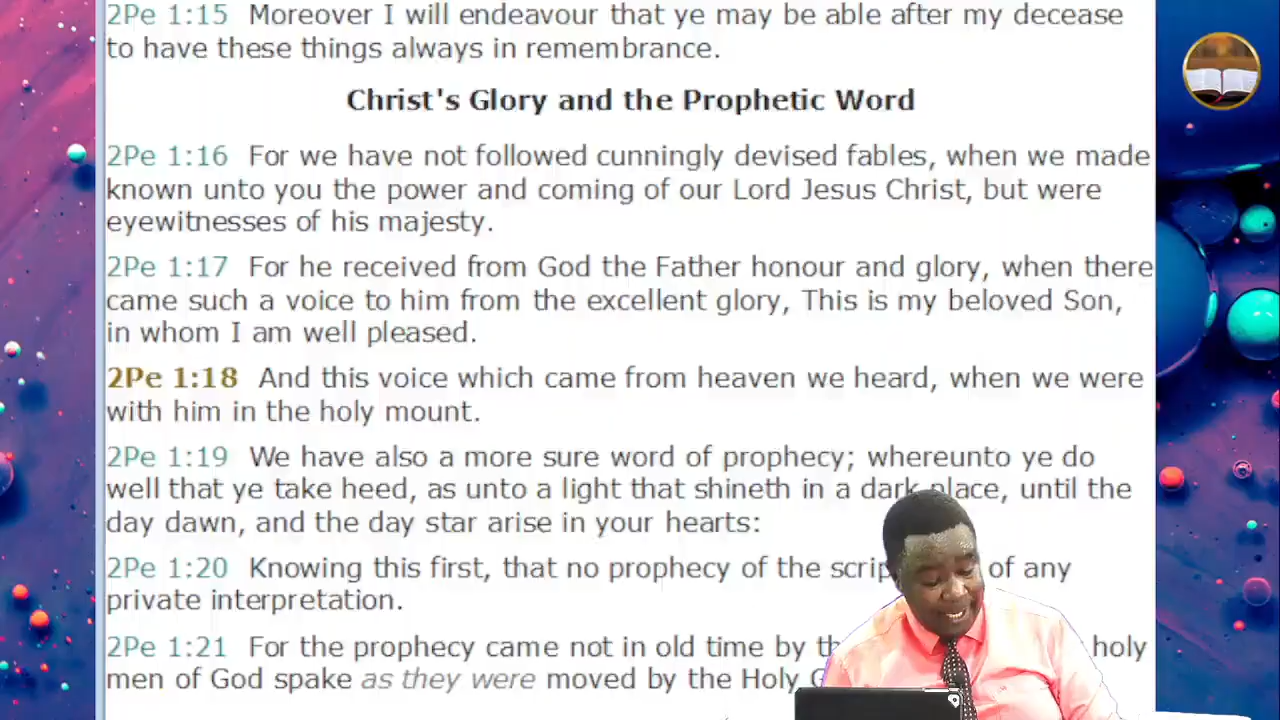 2Pe 1:15 Moreover I will endeavour that ye may be able after my decease
to have these things always in remembrance.
Christ's Glory and the Prophetic Word
2Pe 1:16 For we have not followed cunningly devised fables, when we made
known unto you the power and coming of our Lord Jesus Christ, but were
eyewitnesses of his majesty.
2Pe 1:17 For he received from God the Father honour and glory, when there
came such a voice to him from the excellent glory, This is my beloved Son,
in whom I am well pleased.
2Pe 1:18 And this voice which came from heaven we heard, when we were
with him in the holy mount.
2Pe 1:19 We have also a more sure word of prophecy; whereunto ye do
well that ye take heed, as unto a light that shineth in a dark place, until the
day dawn, and the day star arise in your hearts:
2Pe 1:20 Knowing this first, that no prophecy of the scrip of any
private interpretation.
2Pe 1:21 For the prophecy came not in old time by th holy
men of God spake as they were moved by the Holy